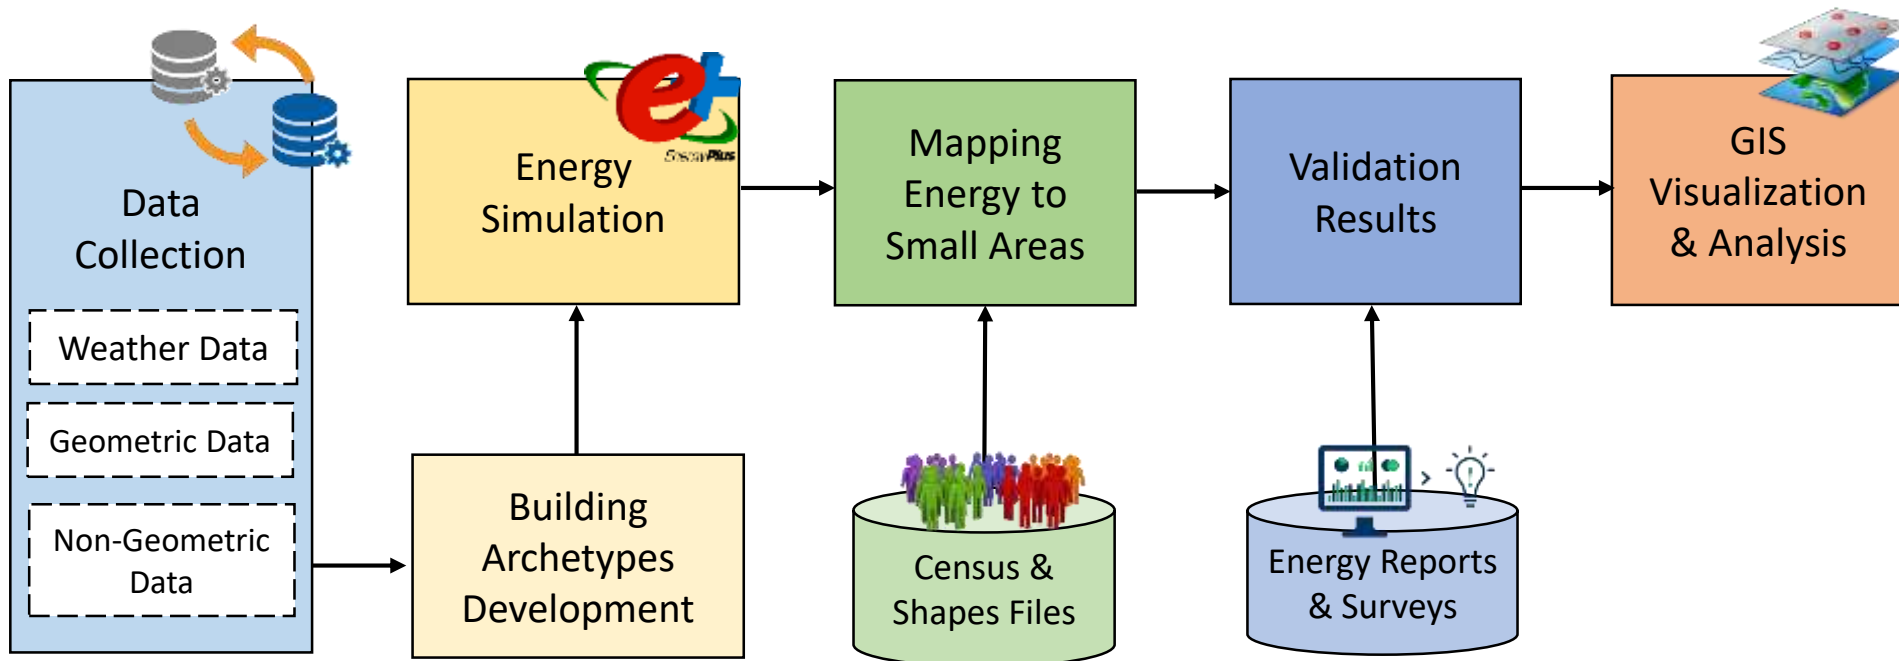 Data
Collection
Weather Data
Geometric Data
Non-Geometric
Data
Building
Archetypes
Development
Energy
Simulation
e+
EnergyPlus
Mapping
Energy to
Small Areas
Census &
Shapes Files
Validation
Results
Energy Reports
& Surveys
GIS
Visualization
& Analysis